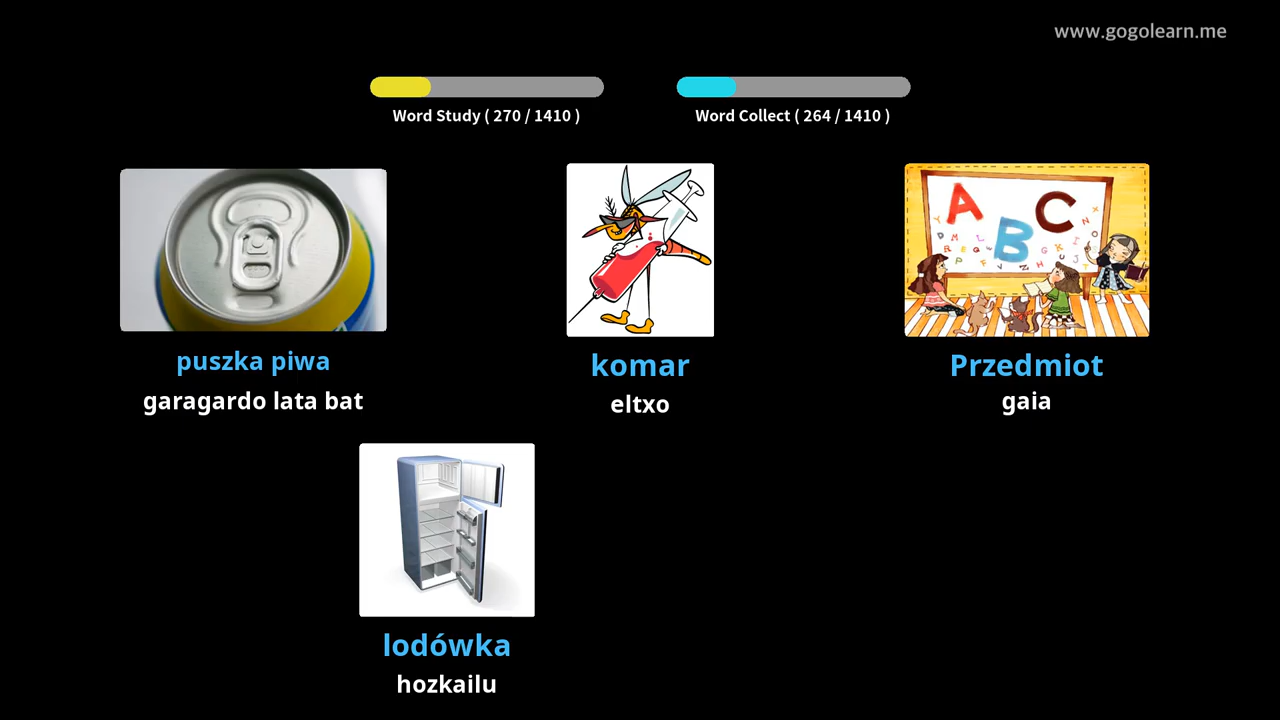 www.gogolearn.me
Word Study ( 270 / 1410 )
Word Collect ( 264 / 1410 )
A B C
puszka piwa
garagardo lata bat
komar
eltxo
Przedmiot
gaia
lodówka
hozkailu